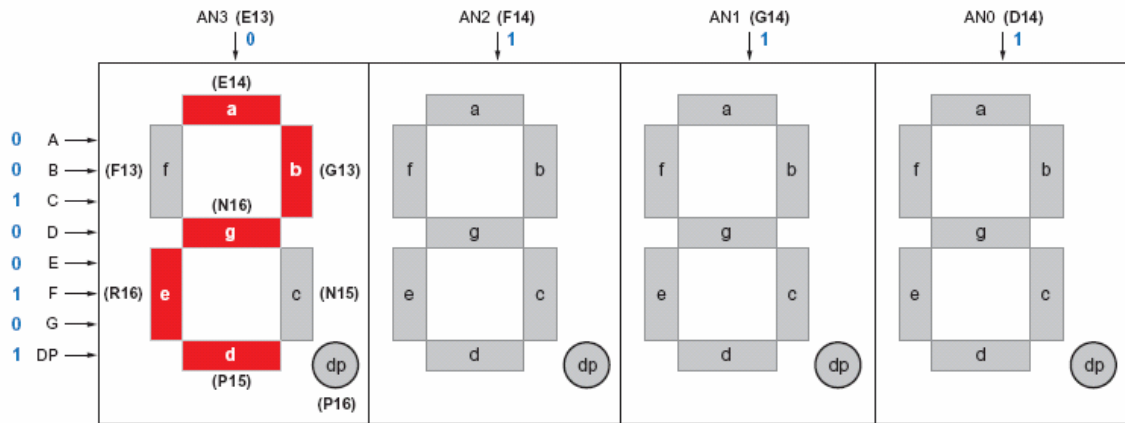 AN3 (E13) AN2 (F14) AN1 (G14) AN0 (D14)
0 1 1 1
(E14)
a a a a
0 A
0 B (F13) f b (G13) f b f b f b
1 C
(N16)
0 D g g g g
0 E
1 F (R16) e c (N15) e c e c e c
0 G
1 DP d dp d dp d dp d dp
(P15)
(P16)